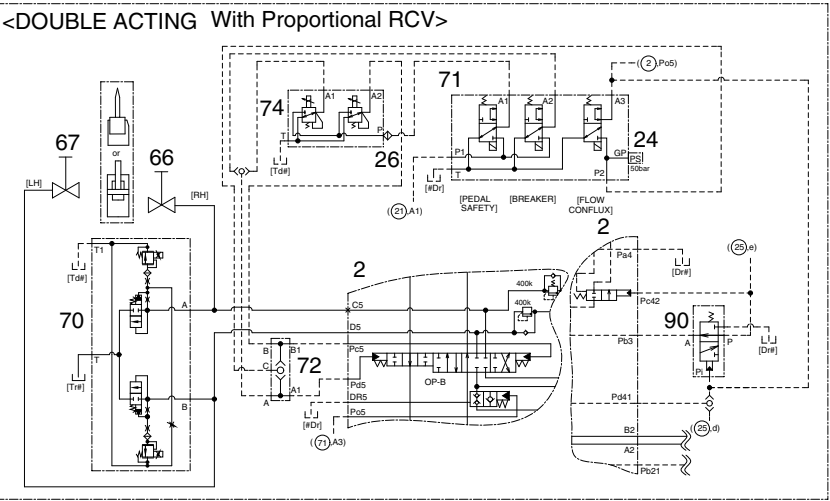 <DOUBLE ACTING With Proportional RCV>
((2),Po5)
71
74
A1
A2
A1
A2
A3
67
26
24
T
P
GP
PS
50bar
or
66
[Td#]
P1
T
P2
[LH]
[RH]
[#Dr]
((21),A1)
[PEDAL SAFETY]
[BREAKER]
[FLOW CONFLUX]
2
2
((25),e)
T1
Pa4
[Dr#]
[Td#]
400k
400k
Pc42
70
A
C5
90
D5
Pb3
A
P
[Dr#]
B
B1
Pc5
72
C
T
OP-B
Pi
[Tr#]
Pd5
A1
A
DR5
Pd41
B
Po5
[#Dr]
((71),A3)
((25),d)
B2
A2
Pb21